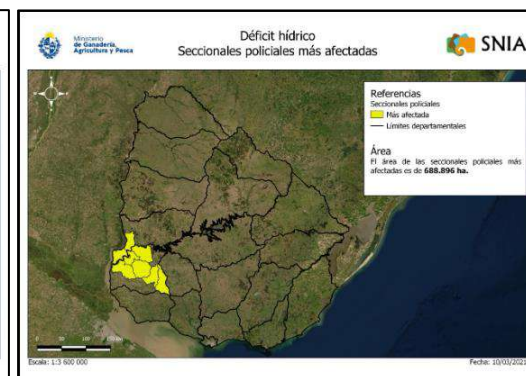 Ministerio
de Ganadería,
Agricultura y Pesca
Déficit hídrico
Seccionales policiales más afectadas
SNIA
Referencias
Seccionales policiales
Más afectada
Límites departamentales
Área
El área de las seccionales policiales más
afectadas es de 688.896 ha.
Escala: 1:3 600 000
Fecha: 10/03/2021